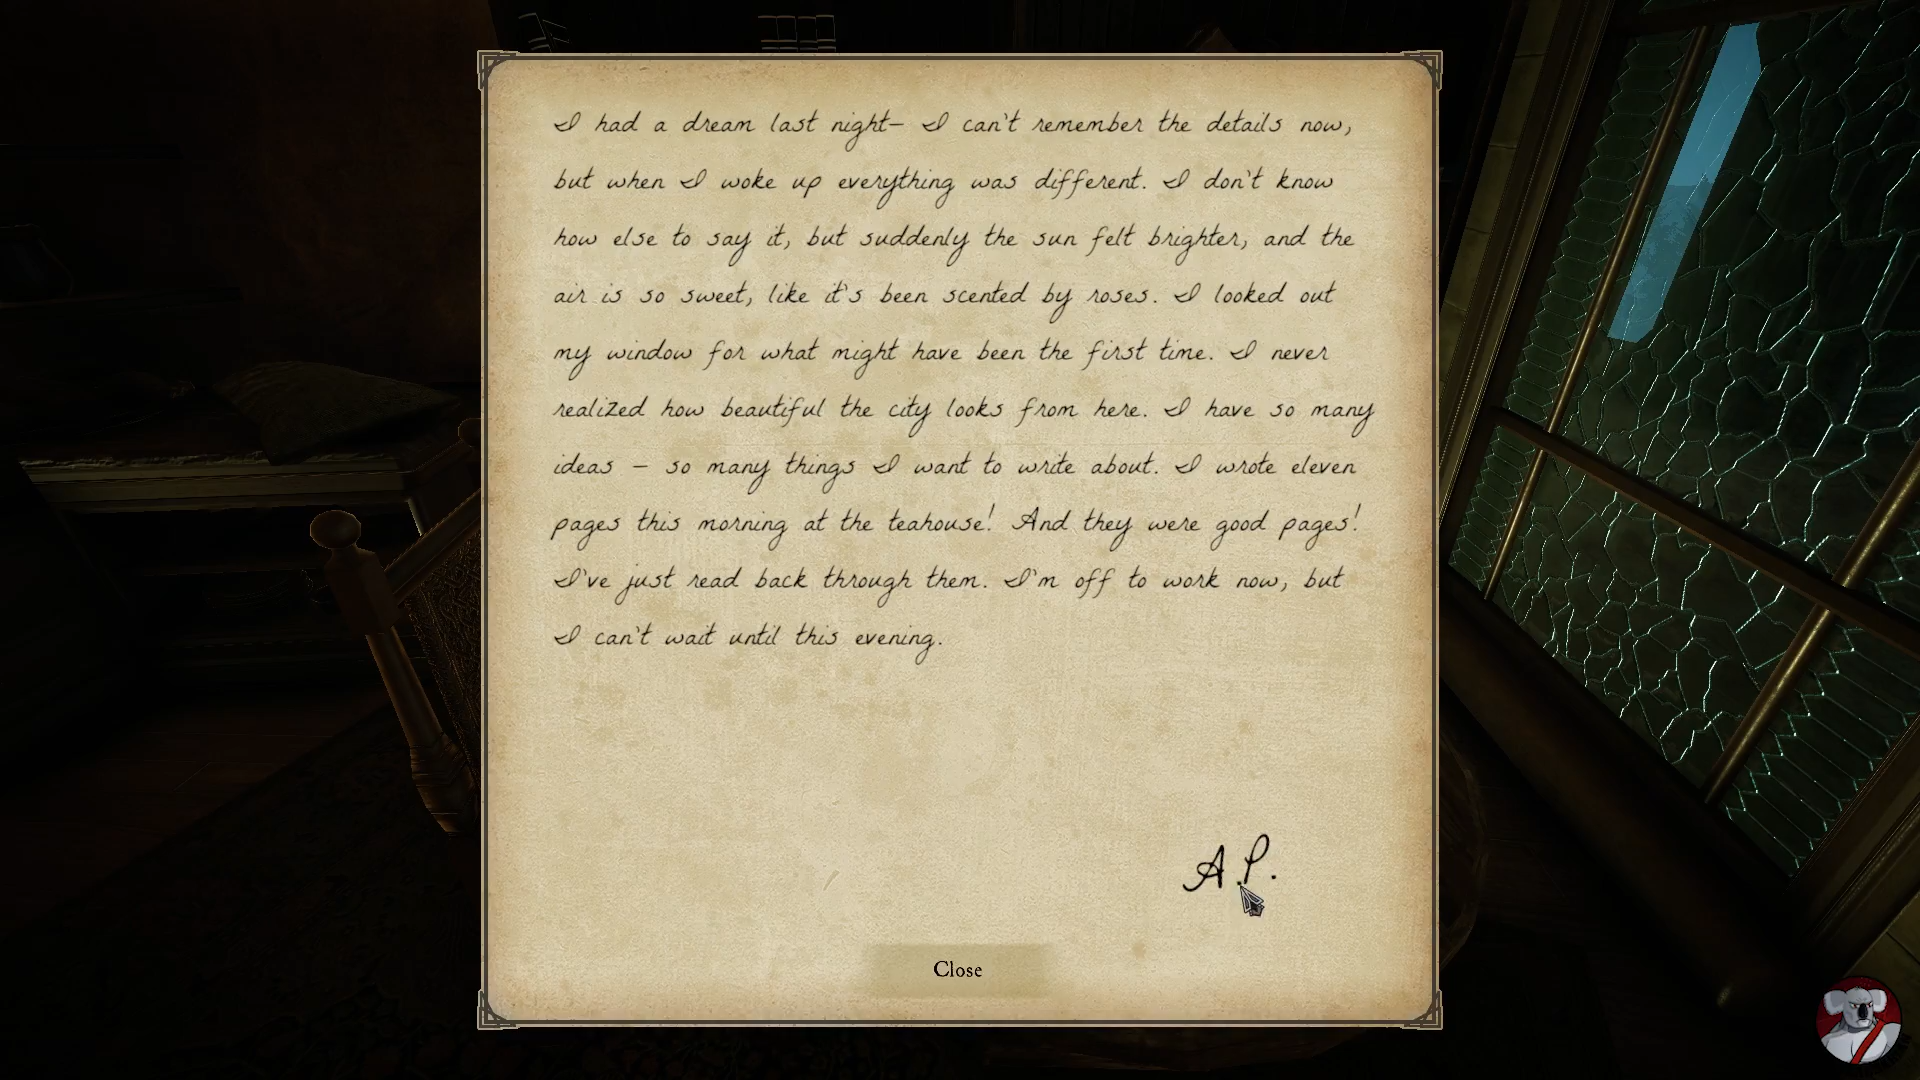 I had a dream last night— I can't remember the details now,
but when I woke up everything was different. I don't know
how else to say it, but suddenly the sun felt brighter, and the
air is so sweet, like it's been scented by roses. I looked out
my window for what might have been the first time. I never
realized how beautiful the city looks from here. I have so many
ideas — so many things I want to write about. I wrote eleven
pages this morning at the teahouse! And they were good pages!
I've just read back through them. I'm off to work now, but
I can't wait until this evening.
A.P.
Close